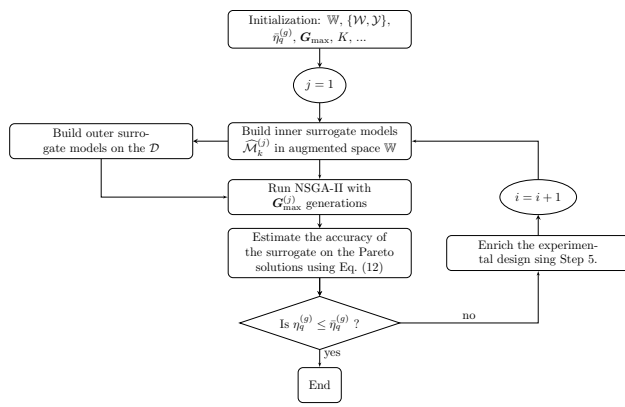 Initialization: 𝕎, {𝒲, 𝒴},
η̄_q^(g), G_max, K, ...
j = 1
Build outer surro-
gate models on the 𝒟
Build inner surrogate models
ℳ̂_k^(j) in augmented space 𝕎
Run NSGA-II with
G_max^(j) generations
i = i + 1
Estimate the accuracy of
the surrogate on the Pareto
solutions using Eq. (12)
Enrich the experimen-
tal design sing Step 5.
Is η_q^(g) ≤ η̄_q^(g) ?
no
yes
End